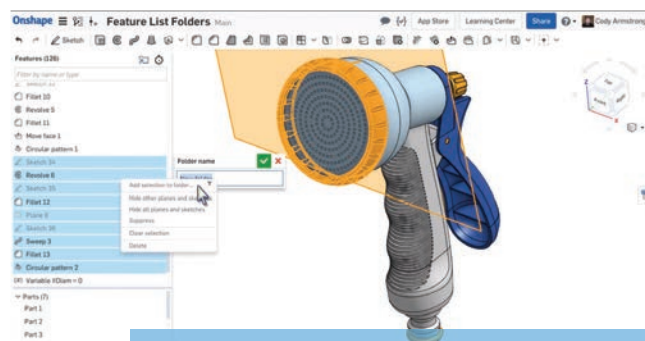 Onshape Feature List Folders Main App Store Learning Center Share Cody Armstrong
Sketch
Features (126)
Filter by name or type
Fillet 10
Revolve 5
Fillet 11
Move face 1
Circular pattern 1
Sketch 34
Revolve 6
Sketch 35
Fillet 12
Plane 8
Sketch 36
Sweep 3
Fillet 13
Circular pattern 2
Variable #Diam = 0
Parts (7)
Part 1
Part 2
Part 3
Folder name
Add selection to folder...
Hide other planes and
Hide all planes and sketches
Suppress
Clear selection
Delete
Top
Front
Right
Z
X